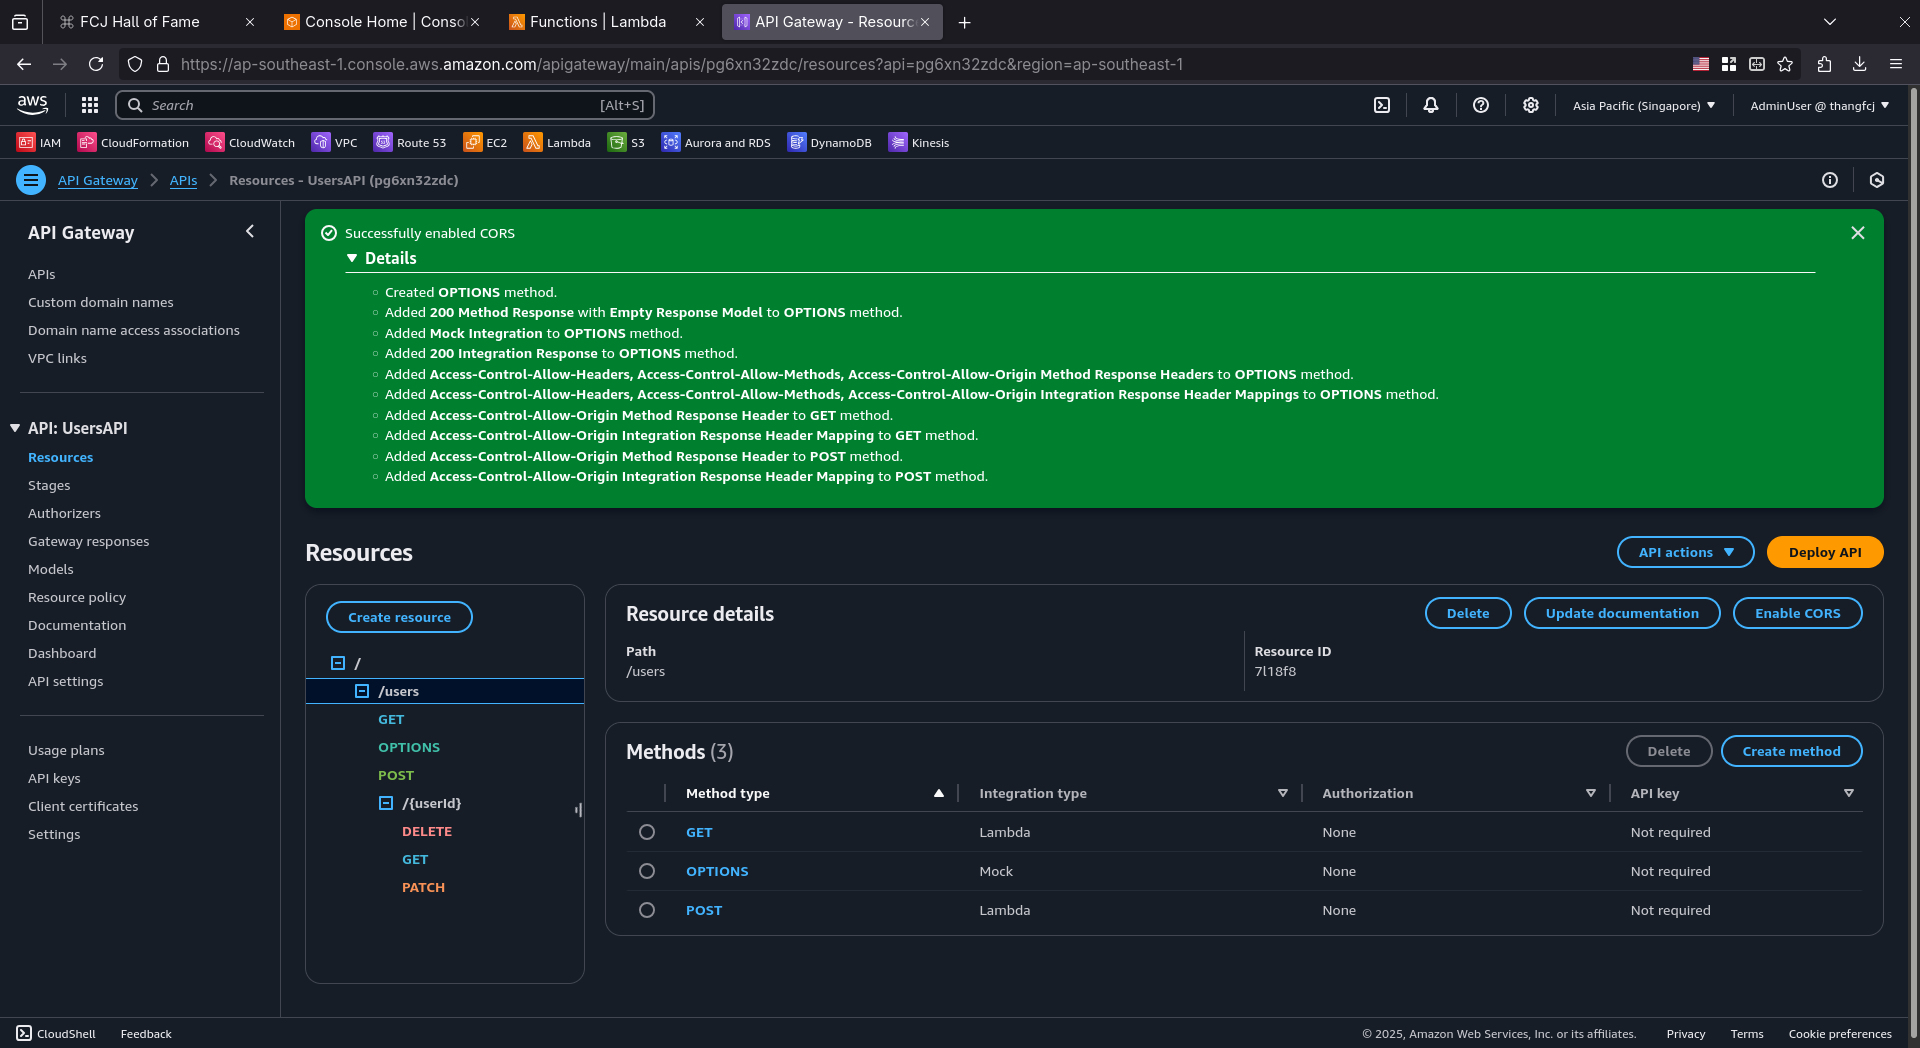 FCJ Hall of Fame
Console Home | Conso
Functions | Lambda
API Gateway - Resourc
https://ap-southeast-1.console.aws.amazon.com/apigateway/main/apis/pg6xn32zdc/resources?api=pg6xn32zdc&region=ap-southeast-1
aws
Search
[Alt+S]
Asia Pacific (Singapore)
AdminUser @ thangfcj
IAM
CloudFormation
CloudWatch
VPC
Route 53
EC2
Lambda
S3
Aurora and RDS
DynamoDB
Kinesis
API Gateway
APIs
Resources - UsersAPI (pg6xn32zdc)
API Gateway
APIs
Custom domain names
Domain name access associations
VPC links
API: UsersAPI
Resources
Stages
Authorizers
Gateway responses
Models
Resource policy
Documentation
Dashboard
API settings
Usage plans
API keys
Client certificates
Settings
Successfully enabled CORS
Details
Created OPTIONS method.
Added 200 Method Response with Empty Response Model to OPTIONS method.
Added Mock Integration to OPTIONS method.
Added 200 Integration Response to OPTIONS method.
Added Access-Control-Allow-Headers, Access-Control-Allow-Methods, Access-Control-Allow-Origin Method Response Headers to OPTIONS method.
Added Access-Control-Allow-Headers, Access-Control-Allow-Methods, Access-Control-Allow-Origin Integration Response Header Mappings to OPTIONS method.
Added Access-Control-Allow-Origin Method Response Header to GET method.
Added Access-Control-Allow-Origin Integration Response Header Mapping to GET method.
Added Access-Control-Allow-Origin Method Response Header to POST method.
Added Access-Control-Allow-Origin Integration Response Header Mapping to POST method.
Resources
API actions
Deploy API
Create resource
/
/users
GET
OPTIONS
POST
/{userId}
DELETE
GET
PATCH
Resource details
Delete
Update documentation
Enable CORS
Path
/users
Resource ID
7l18f8
Methods (3)
Delete
Create method
Method type
Integration type
Authorization
API key
GET
Lambda
None
Not required
OPTIONS
Mock
None
Not required
POST
Lambda
None
Not required
CloudShell
Feedback
© 2025, Amazon Web Services, Inc. or its affiliates.
Privacy
Terms
Cookie preferences